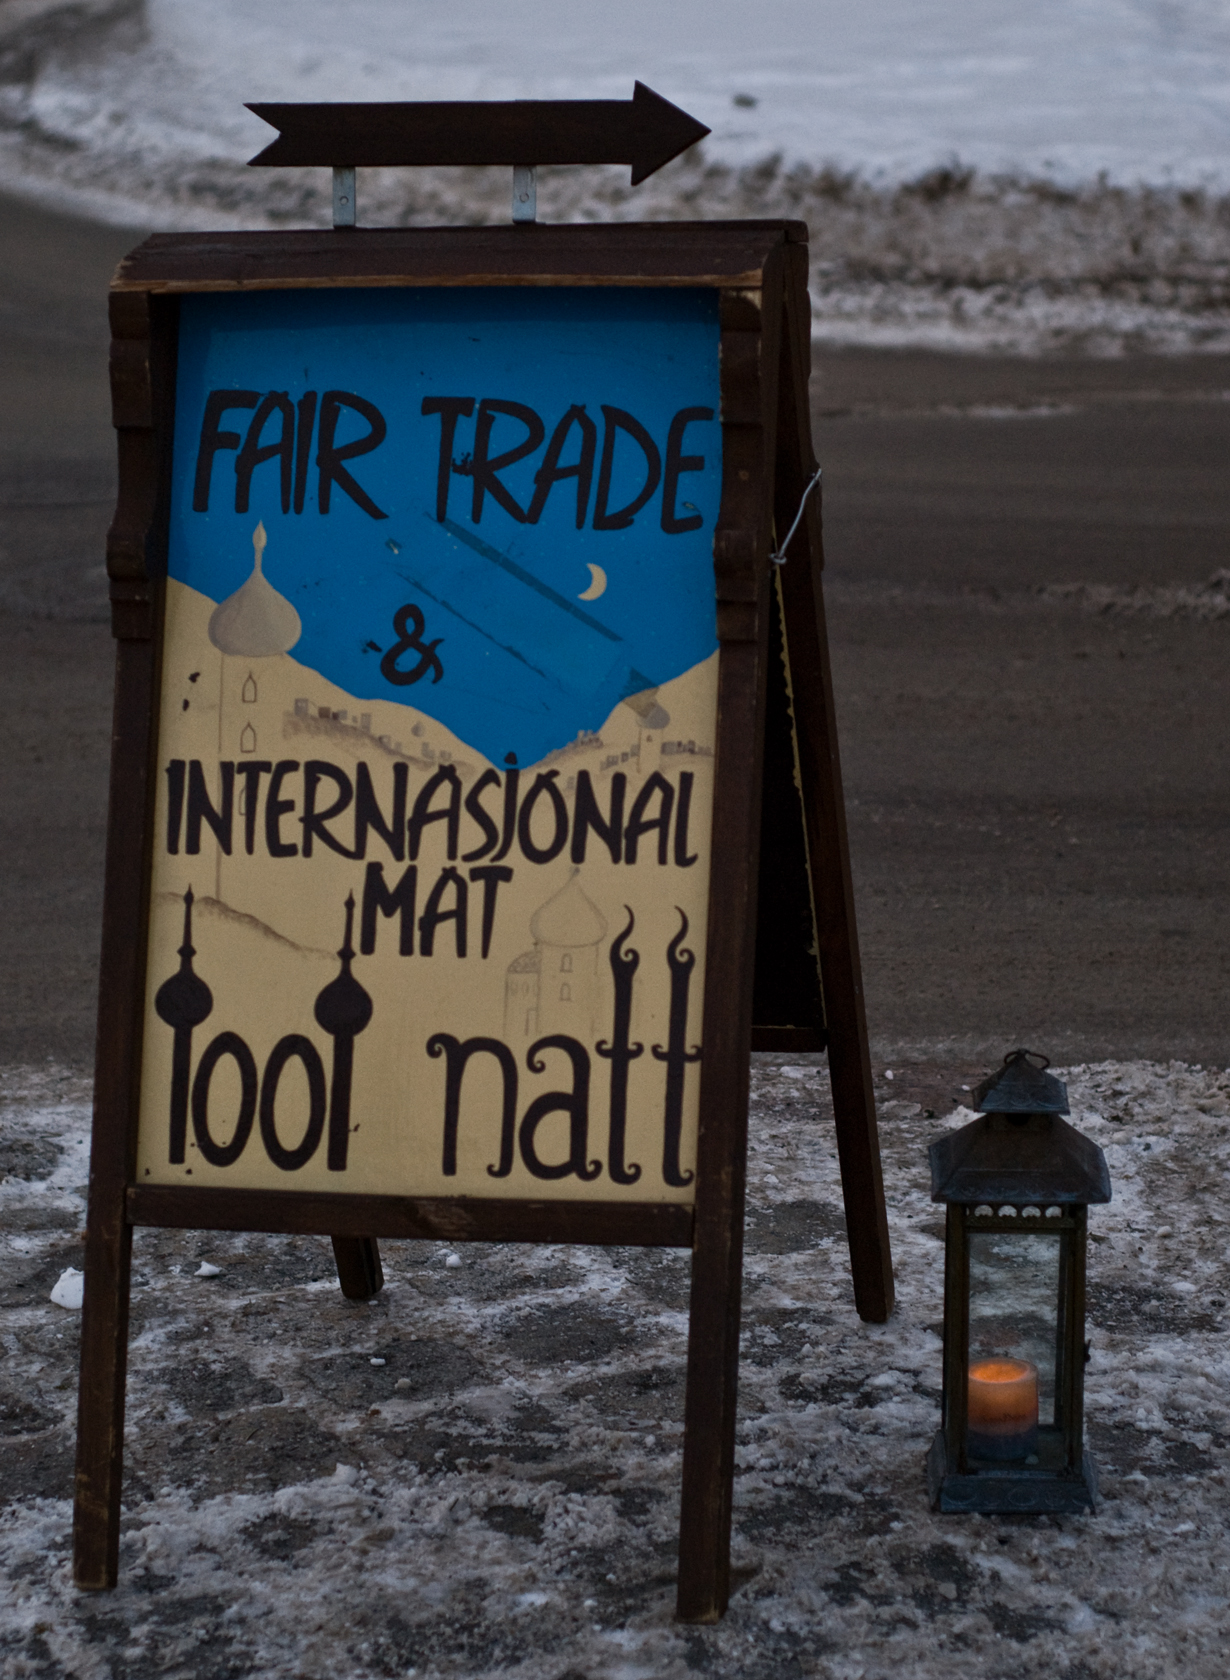 FAIR TRADE
&
INTERNASJONAL
MAT
1001 natt